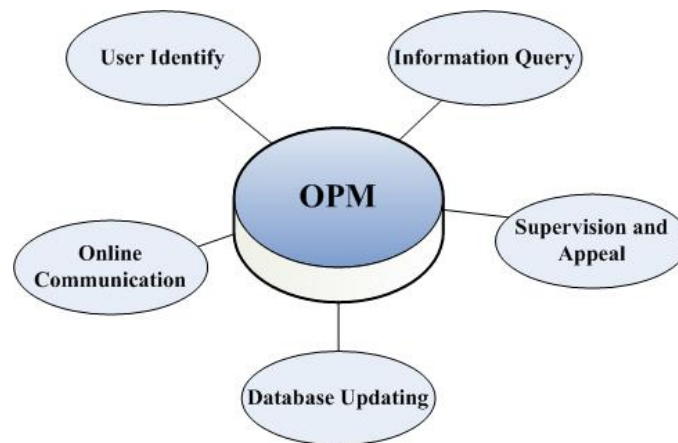 User Identify
Information Query
OPM
Supervision and
Appeal
Online
Communication
Database Updating